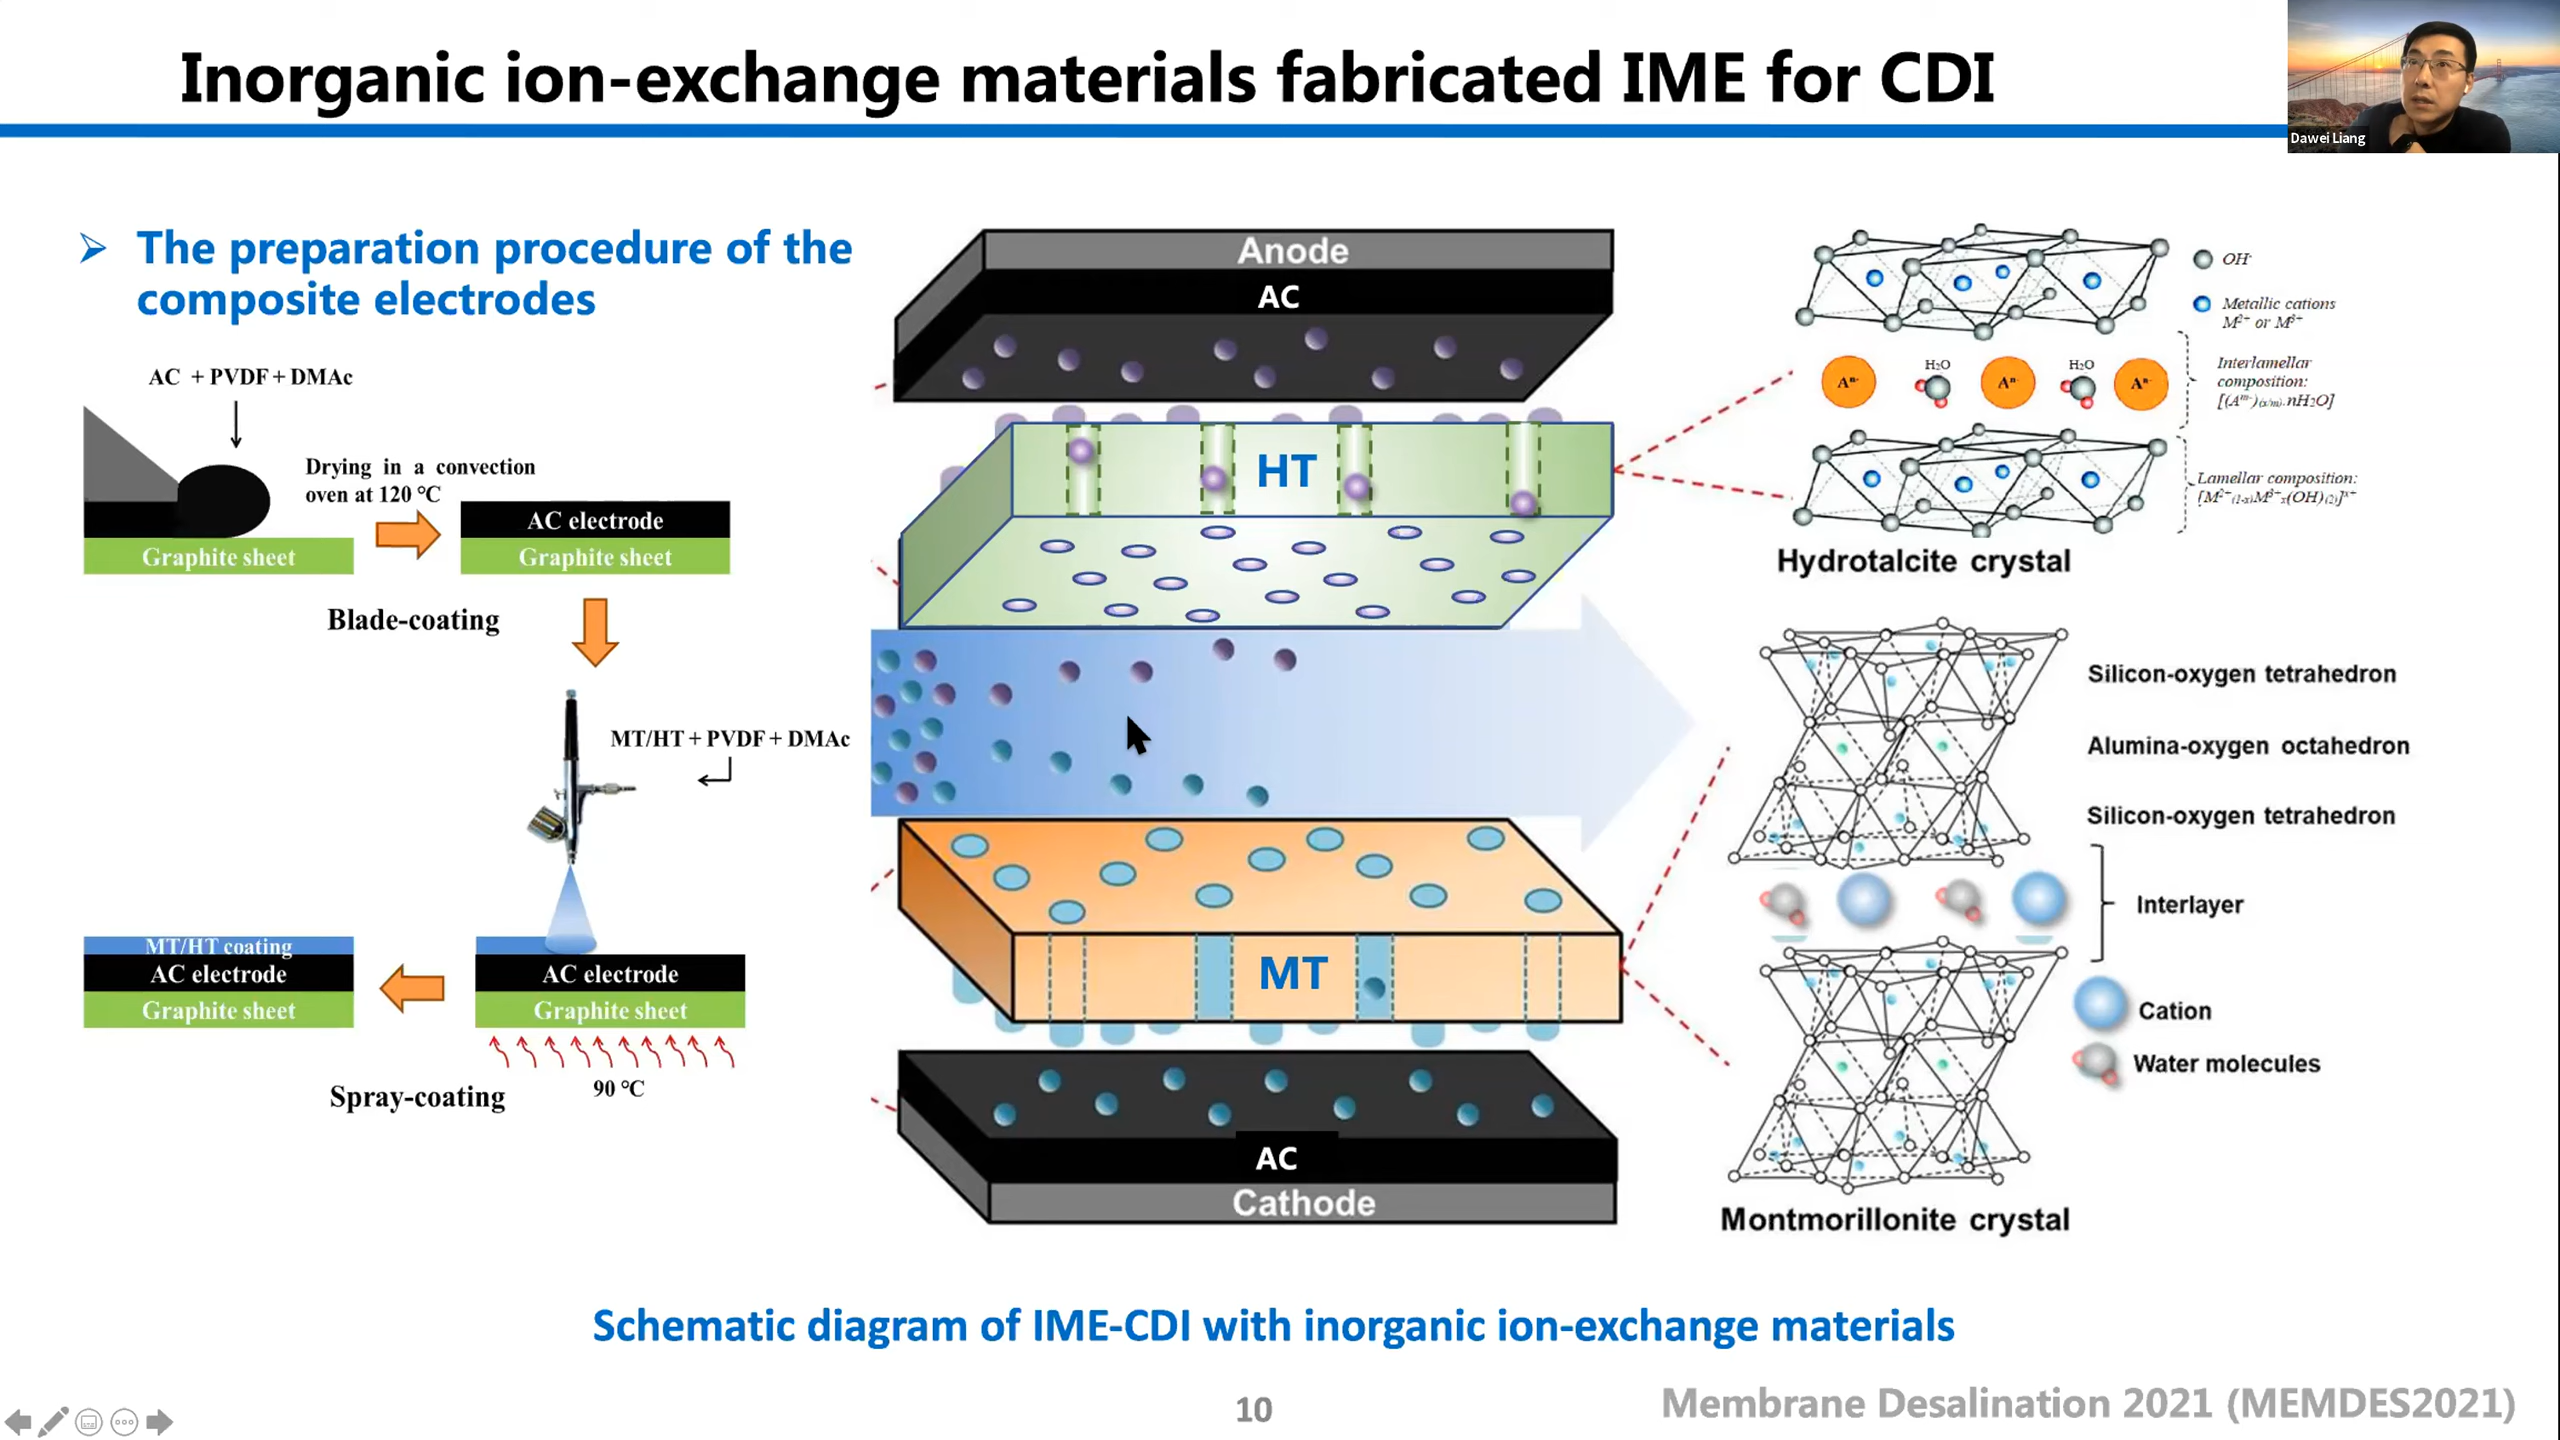 Inorganic ion-exchange materials fabricated IME for CDI
Dawei Liang
The preparation procedure of the
composite electrodes
AC + PVDF + DMAc
Drying in a convection
oven at 120 °C
Graphite sheet
AC electrode
Graphite sheet
Blade-coating
MT/HT + PVDF + DMAc
MT/HT coating
AC electrode
Graphite sheet
AC electrode
Graphite sheet
90 °C
Spray-coating
Anode
AC
HT
MT
AC
Cathode
OH-
Metallic cations
M2+ or M3+
An- H2O An- H2O An-
Interlamellar
composition:
[(Am-)(x/m).nH2O]
Lamellar composition:
[M2+(1-x)M3+x(OH)(2)]x+
Hydrotalcite crystal
Silicon-oxygen tetrahedron
Alumina-oxygen octahedron
Silicon-oxygen tetrahedron
Interlayer
Cation
Water molecules
Montmorillonite crystal
Schematic diagram of IME-CDI with inorganic ion-exchange materials
10
Membrane Desalination 2021 (MEMDES2021)